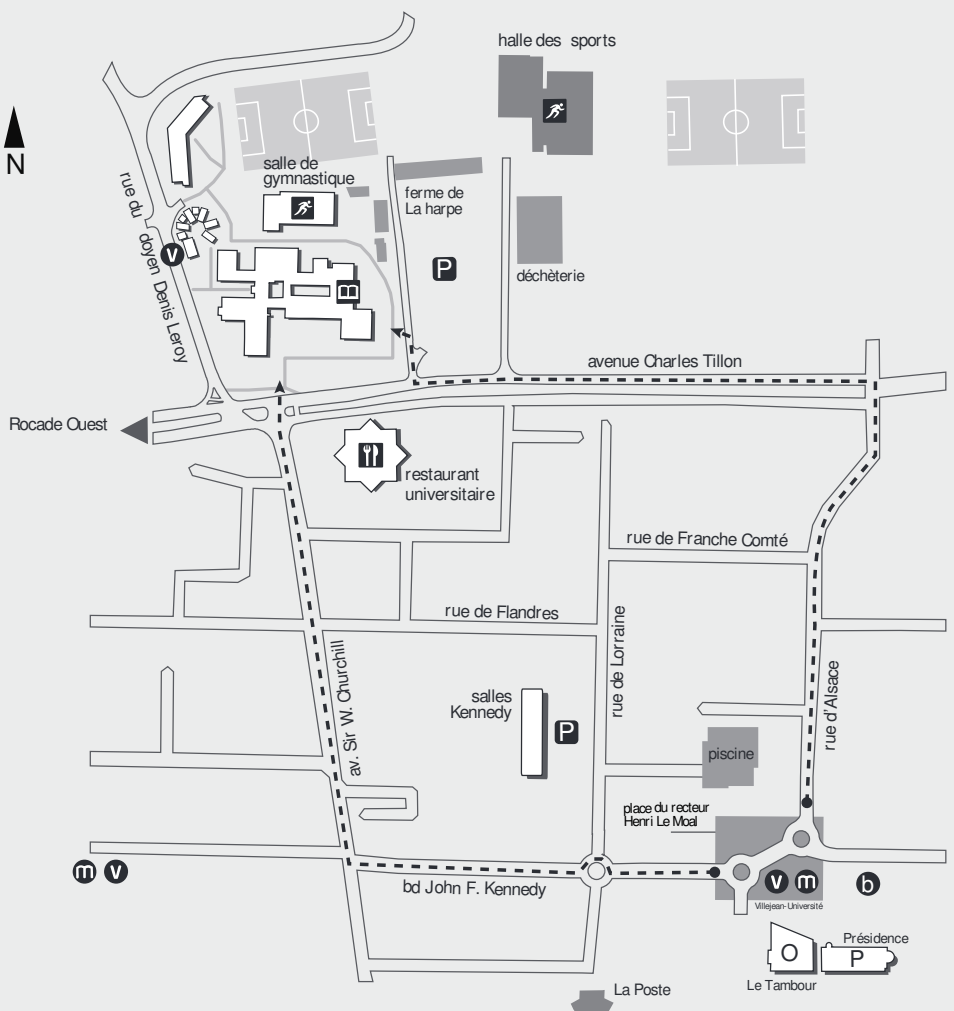 halle des sports
N
salle de
gymnastique
ferme de
La harpe
P
déchèterie
rue du doyen Denis Leroy
v
avenue Charles Tillon
Rocade Ouest
restaurant
universitaire
rue de Franche Comté
rue de Flandres
rue de Lorraine
av. Sir W. Churchill
rue d'Alsace
salles
Kennedy
P
piscine
place du recteur
Henri Le Moal
m v
bd John F. Kennedy
v m
b
Villejean-Université
Présidence
O
P
Le Tambour
La Poste